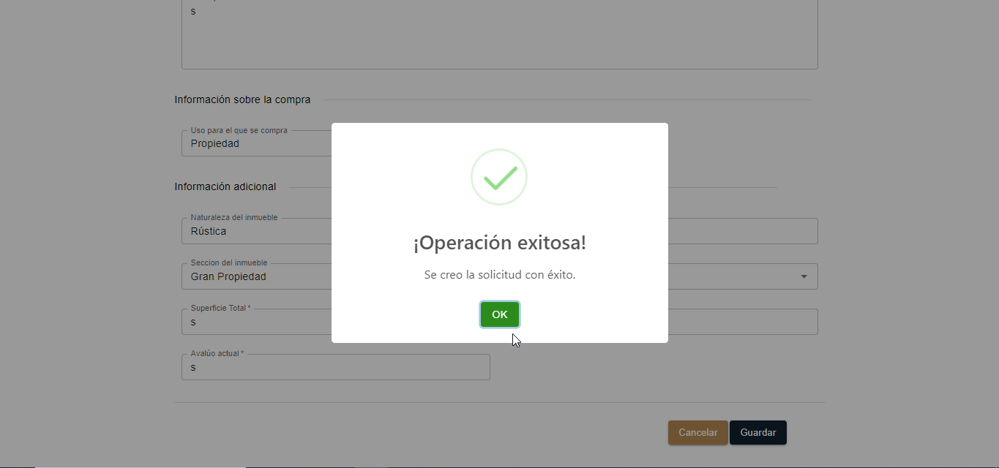 s
Información sobre la compra
Uso para el que se compra
Propiedad
Información adicional
Naturaleza del inmueble
Rústica
Seccion del inmueble
Gran Propiedad
Superficie Total *
s
Avalúo actual *
s
¡Operación exitosa!
Se creo la solicitud con éxito.
OK
Cancelar
Guardar